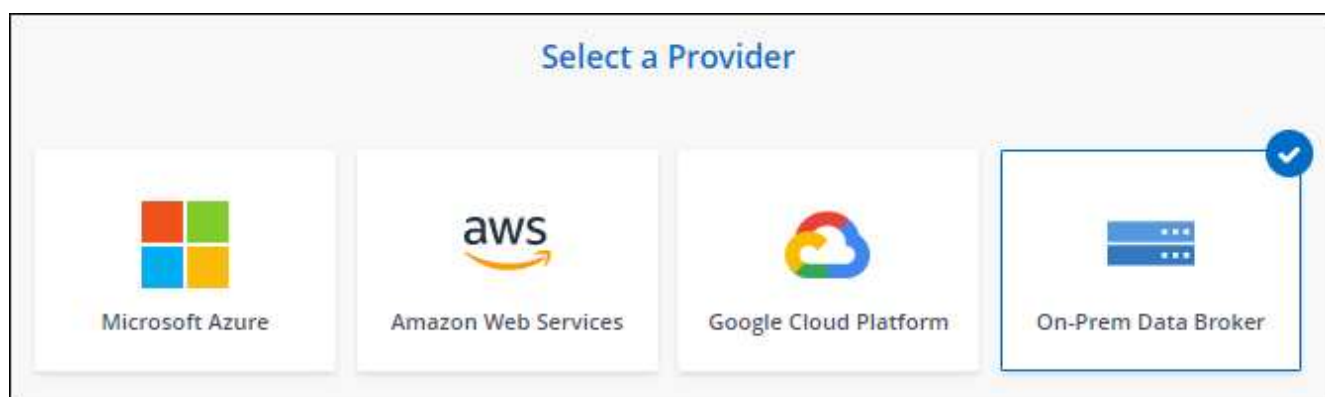 Select a Provider
aws
Microsoft Azure
Amazon Web Services
Google Cloud Platform
On-Prem Data Broker